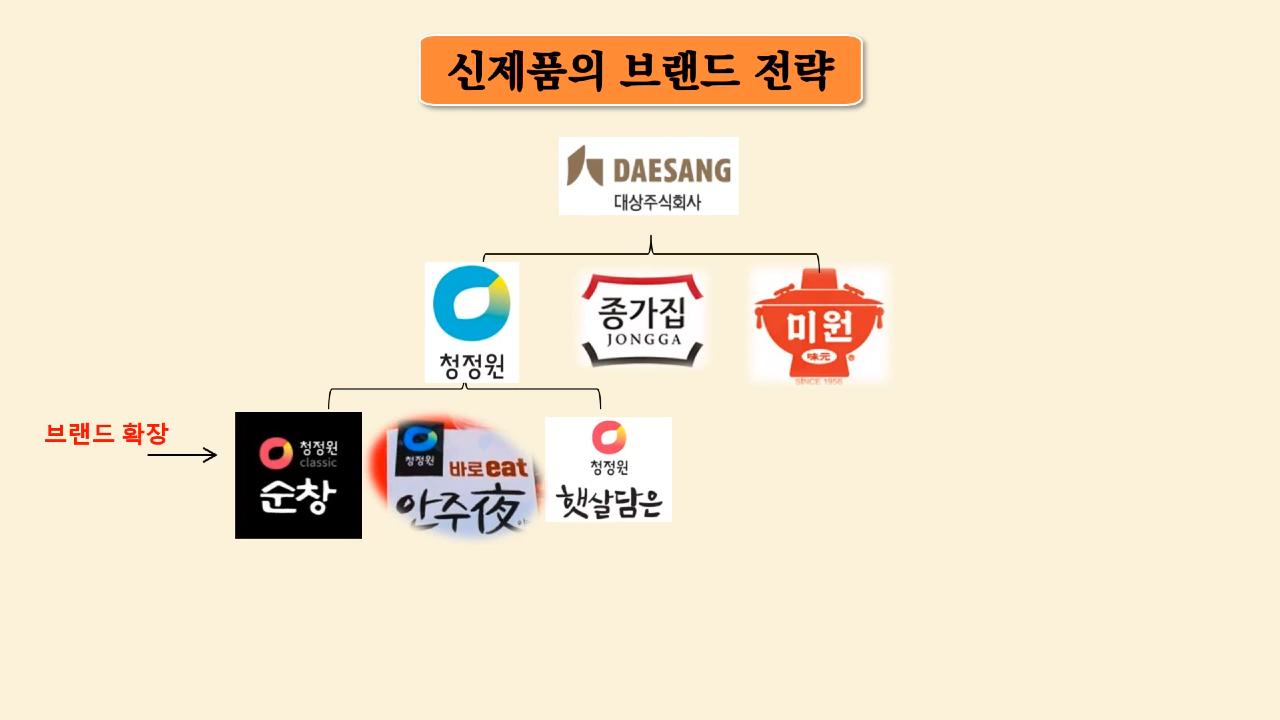 신제품의 브랜드 전략
DAESANG
대상주식회사
청정원
종가집
JONGGA
미원
味元
SINCE 1956
브랜드 확장
청정원
classic
순창
청정원
바로eat
안주夜
청정원
햇살담은